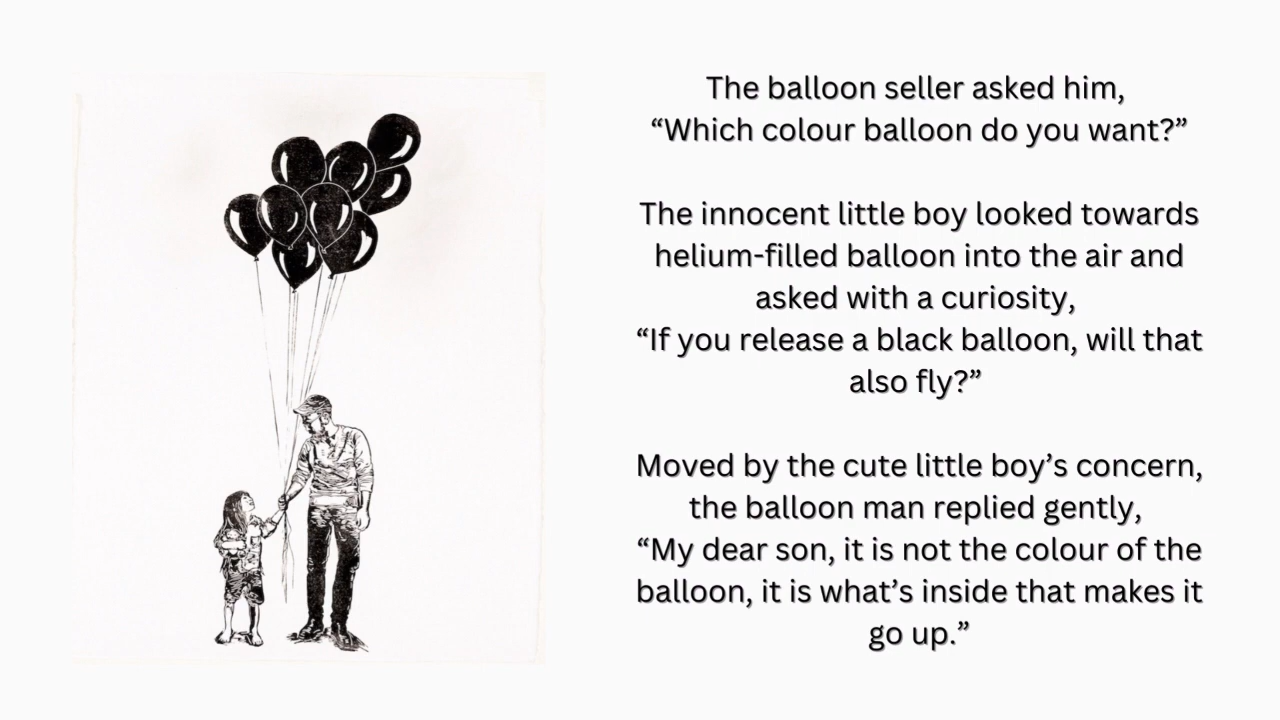 The balloon seller asked him,
“Which colour balloon do you want?”
The innocent little boy looked towards
helium-filled balloon into the air and
asked with a curiosity,
“If you release a black balloon, will that
also fly?”
Moved by the cute little boy’s concern,
the balloon man replied gently,
“My dear son, it is not the colour of the
balloon, it is what’s inside that makes it
go up.”